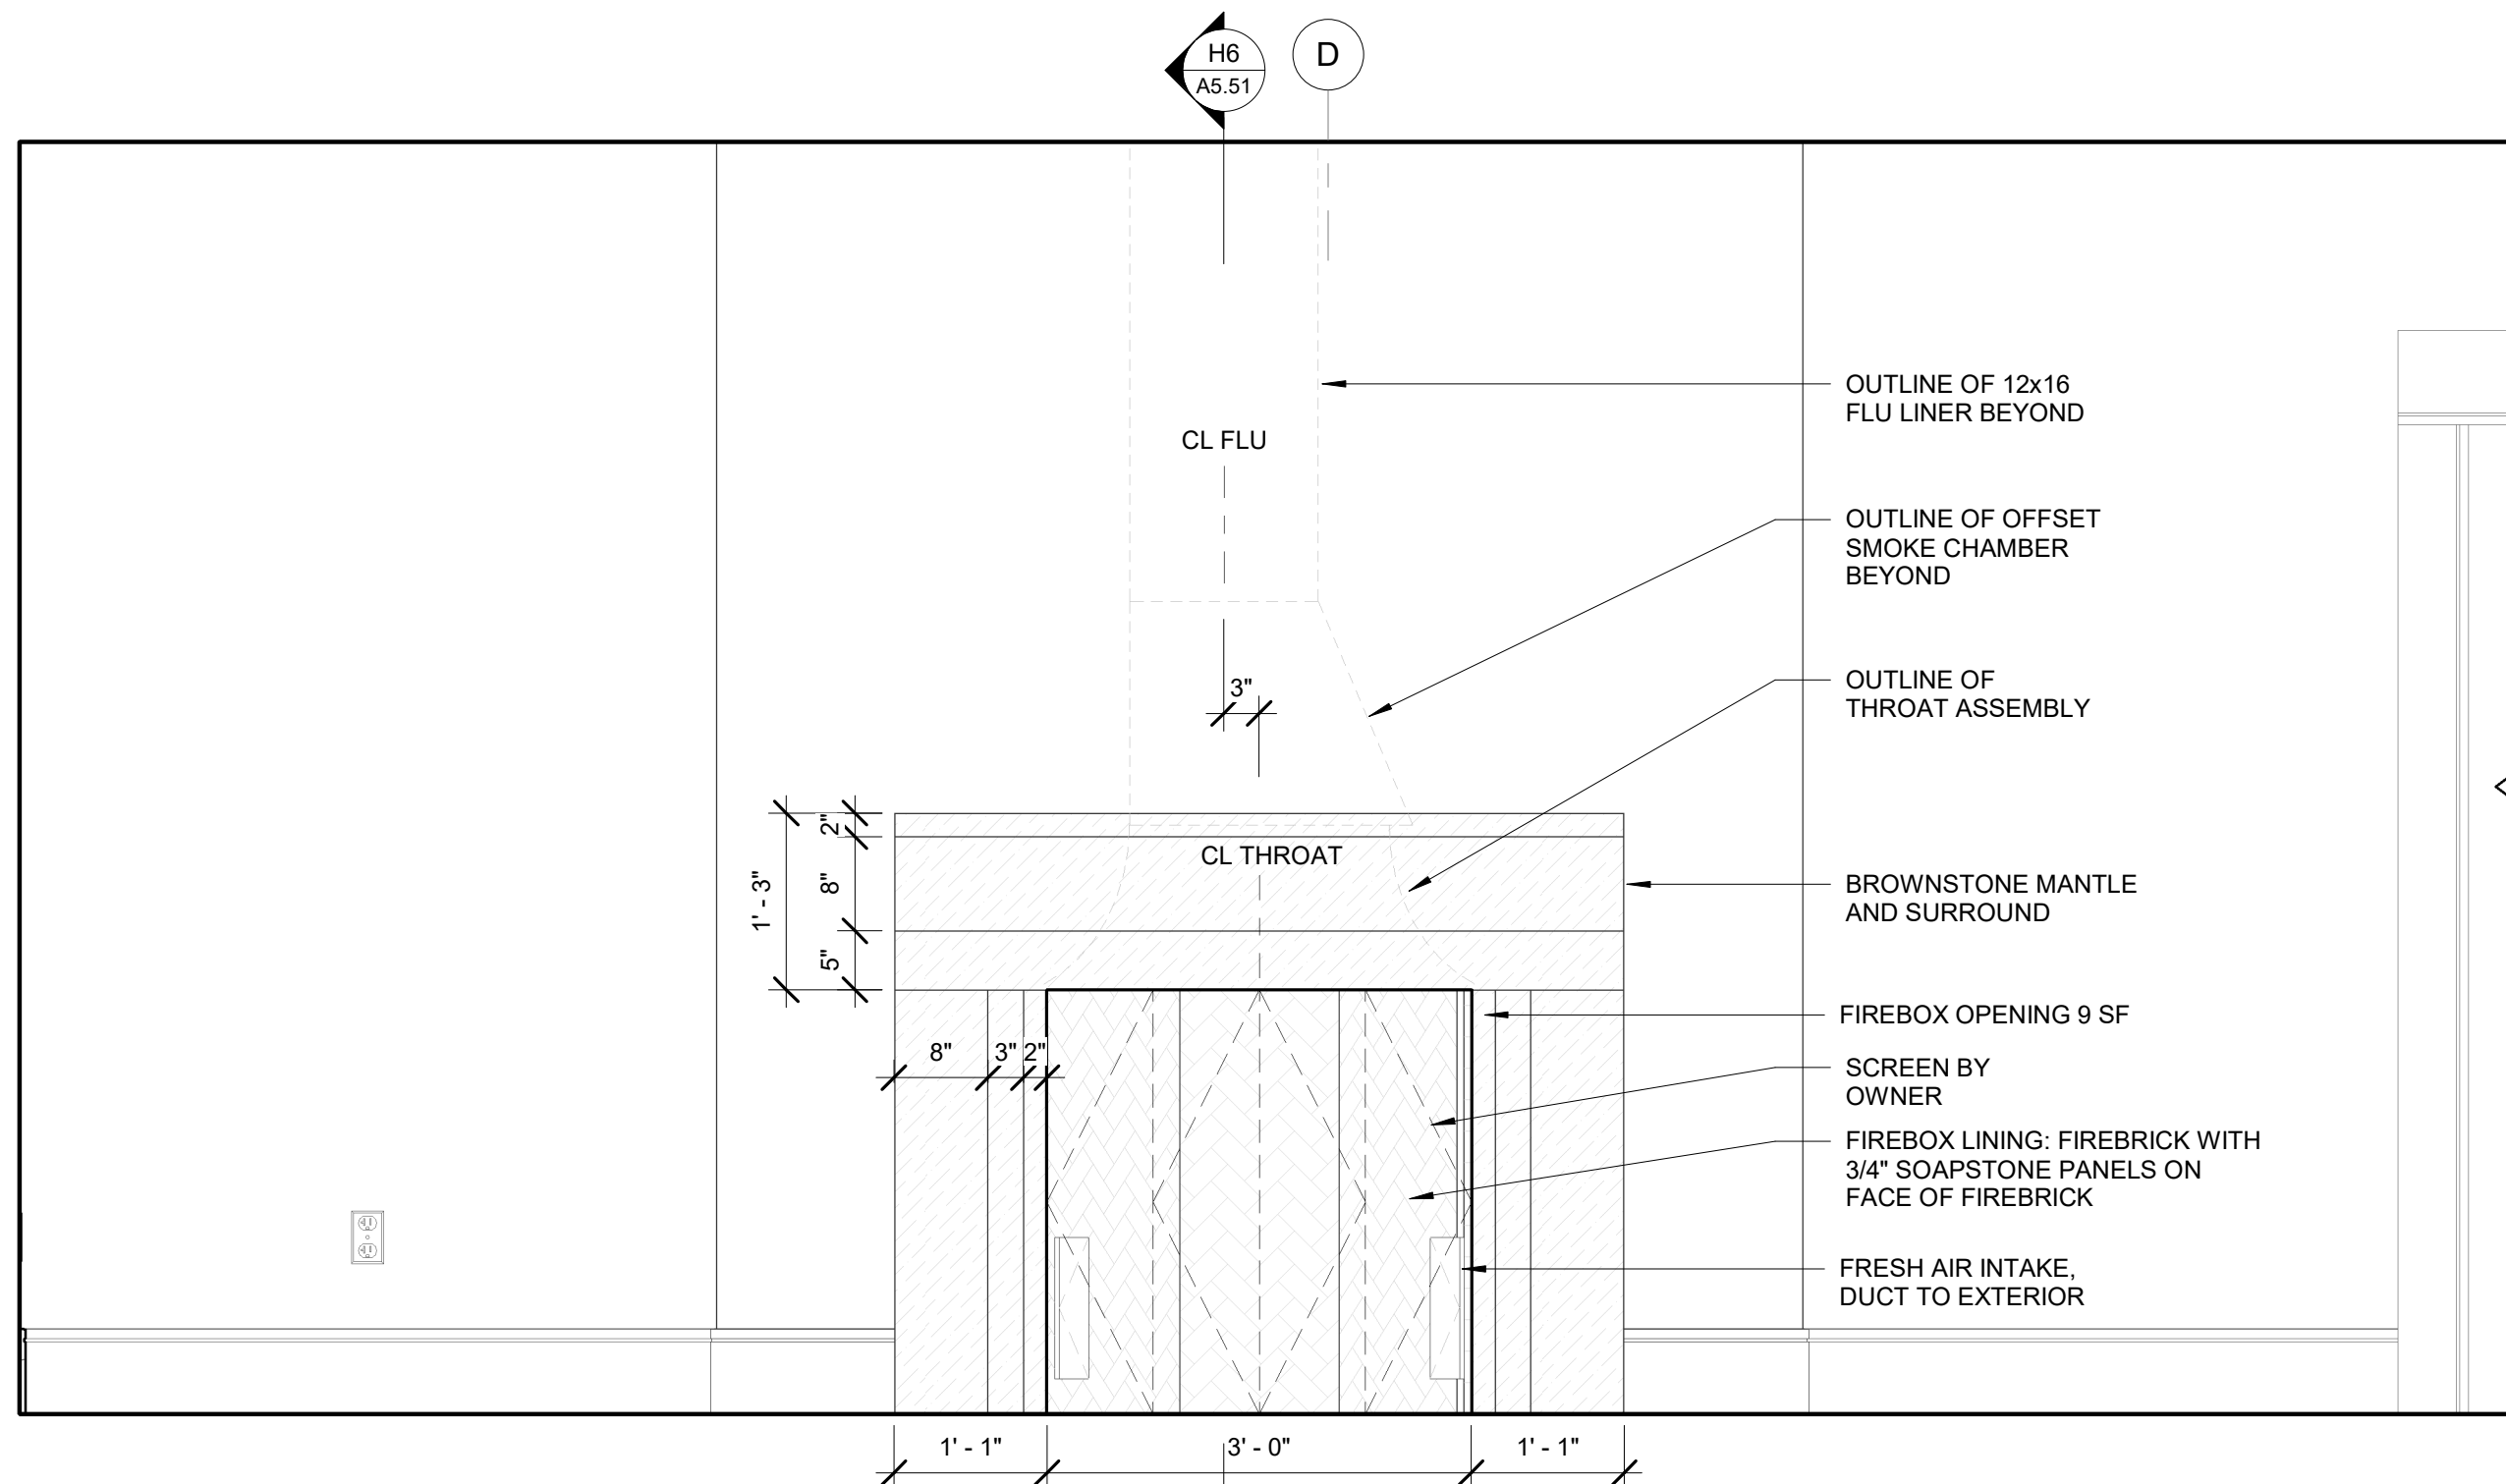 H6
A5.51
D
OUTLINE OF 12x16
FLU LINER BEYOND
CL FLU
OUTLINE OF OFFSET
SMOKE CHAMBER
BEYOND
3"
OUTLINE OF
THROAT ASSEMBLY
2"
8"
5"
1' - 3"
CL THROAT
BROWNSTONE MANTLE
AND SURROUND
FIREBOX OPENING 9 SF
8" 3" 2"
SCREEN BY
OWNER
FIREBOX LINING: FIREBRICK WITH
3/4" SOAPSTONE PANELS ON
FACE OF FIREBRICK
FRESH AIR INTAKE,
DUCT TO EXTERIOR
1' - 1" 3' - 0" 1' - 1"